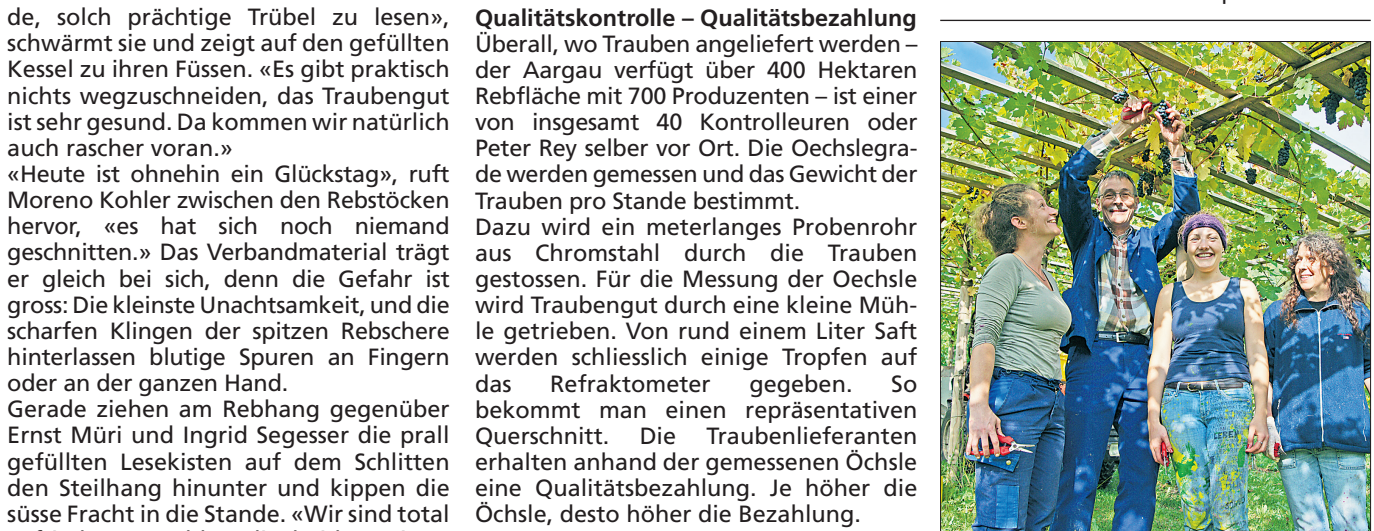 de, solch prächtige Trübel zu lesen»,
schwärmt sie und zeigt auf den gefüllten
Kessel zu ihren Füssen. «Es gibt praktisch
nichts wegzuschneiden, das Traubengut
ist sehr gesund. Da kommen wir natürlich
auch rascher voran.»
«Heute ist ohnehin ein Glückstag», ruft
Moreno Kohler zwischen den Rebstöcken
hervor, «es hat sich noch niemand
geschnitten.» Das Verbandmaterial trägt
er gleich bei sich, denn die Gefahr ist
gross: Die kleinste Unachtsamkeit, und die
scharfen Klingen der spitzen Rebschere
hinterlassen blutige Spuren an Fingern
oder an der ganzen Hand.
Gerade ziehen am Rebhang gegenüber
Ernst Müri und Ingrid Segesser die prall
gefüllten Lesekisten auf dem Schlitten
den Steilhang hinunter und kippen die
süsse Fracht in die Stande. «Wir sind total
Qualitätskontrolle – Qualitätsbezahlung
Überall, wo Trauben angeliefert werden –
der Aargau verfügt über 400 Hektaren
Rebfläche mit 700 Produzenten – ist einer
von insgesamt 40 Kontrolleuren oder
Peter Rey selber vor Ort. Die Oechslegra-
de werden gemessen und das Gewicht der
Trauben pro Stande bestimmt.
Dazu wird ein meterlanges Probenrohr
aus Chromstahl durch die Trauben
gestossen. Für die Messung der Oechsle
wird Traubengut durch eine kleine Müh-
le getrieben. Von rund einem Liter Saft
werden schliesslich einige Tropfen auf
das Refraktometer gegeben. So
bekommt man einen repräsentativen
Querschnitt. Die Traubenlieferanten
erhalten anhand der gemessenen Öchsle
eine Qualitätsbezahlung. Je höher die
Öchsle, desto höher die Bezahlung.